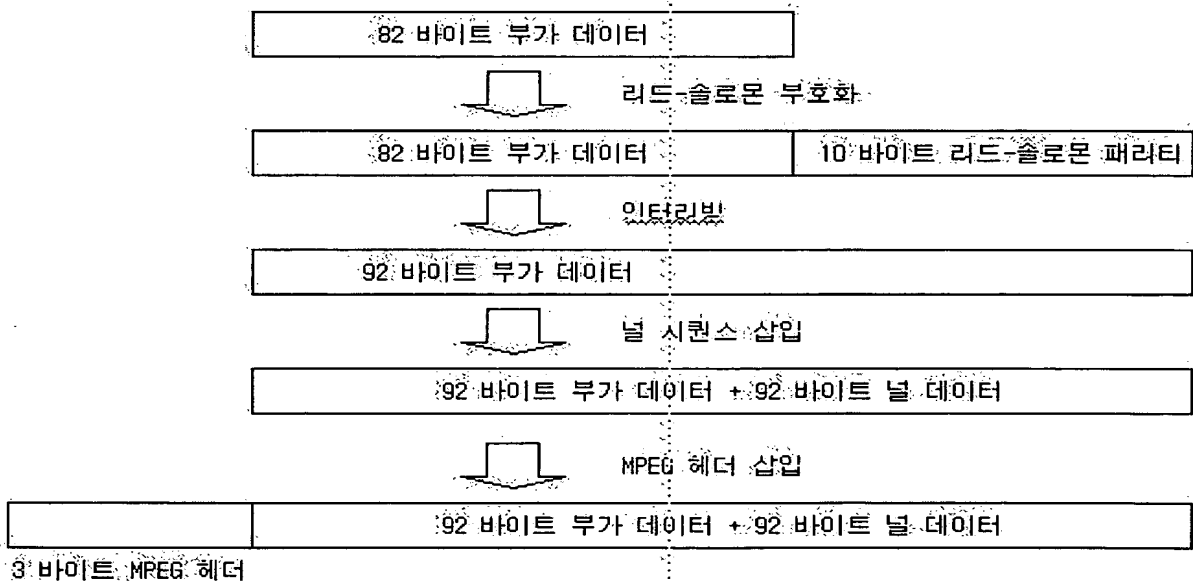 82 바이트 부가 데이터
리드-솔로몬 부호화
82 바이트 부가 데이터
10 바이트 리드-솔로몬 패리티
인터리빙
92 바이트 부가 데이터
널 시퀀스 삽입
92 바이트 부가 데이터 + 92 바이트 널 데이터
MPEG 헤더 삽입
92 바이트 부가 데이터 + 92 바이트 널 데이터
3 바이트 MPEG 헤더